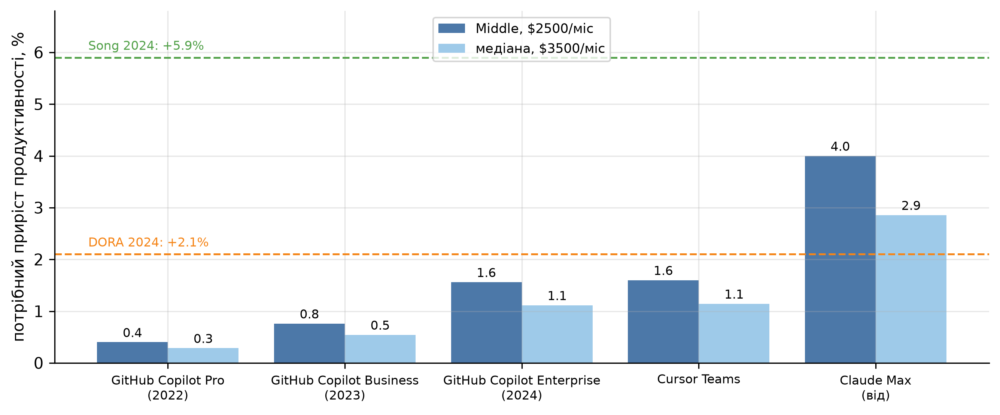 потрібний приріст продуктивності, %
6
5
4
3
2
1
0
Song 2024: +5.9%
DORA 2024: +2.1%
Middle, $2500/міс
медіана, $3500/міс
0.4
0.3
0.8
0.5
1.6
1.1
1.6
1.1
4.0
2.9
GitHub Copilot Pro
(2022)
GitHub Copilot Business
(2023)
GitHub Copilot Enterprise
(2024)
Cursor Teams
Claude Max
(від)